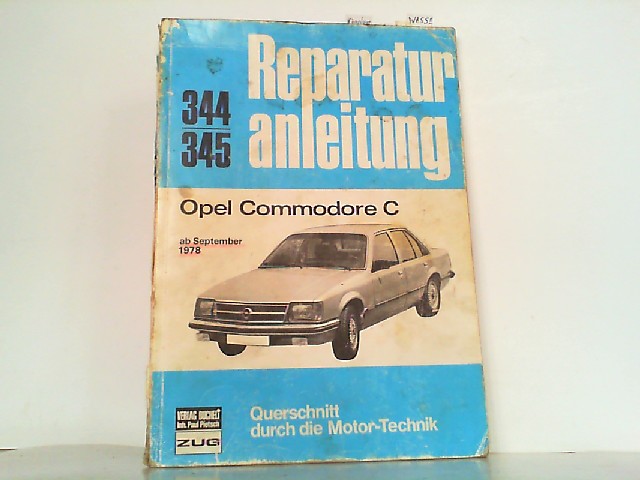 344
345
Reparatur
anleitung
Opel Commodore C
ab September
1978
VERLAG BUCHELI
Inh. Paul Pietsch
ZUG
Querschnitt
durch die Motor-Technik